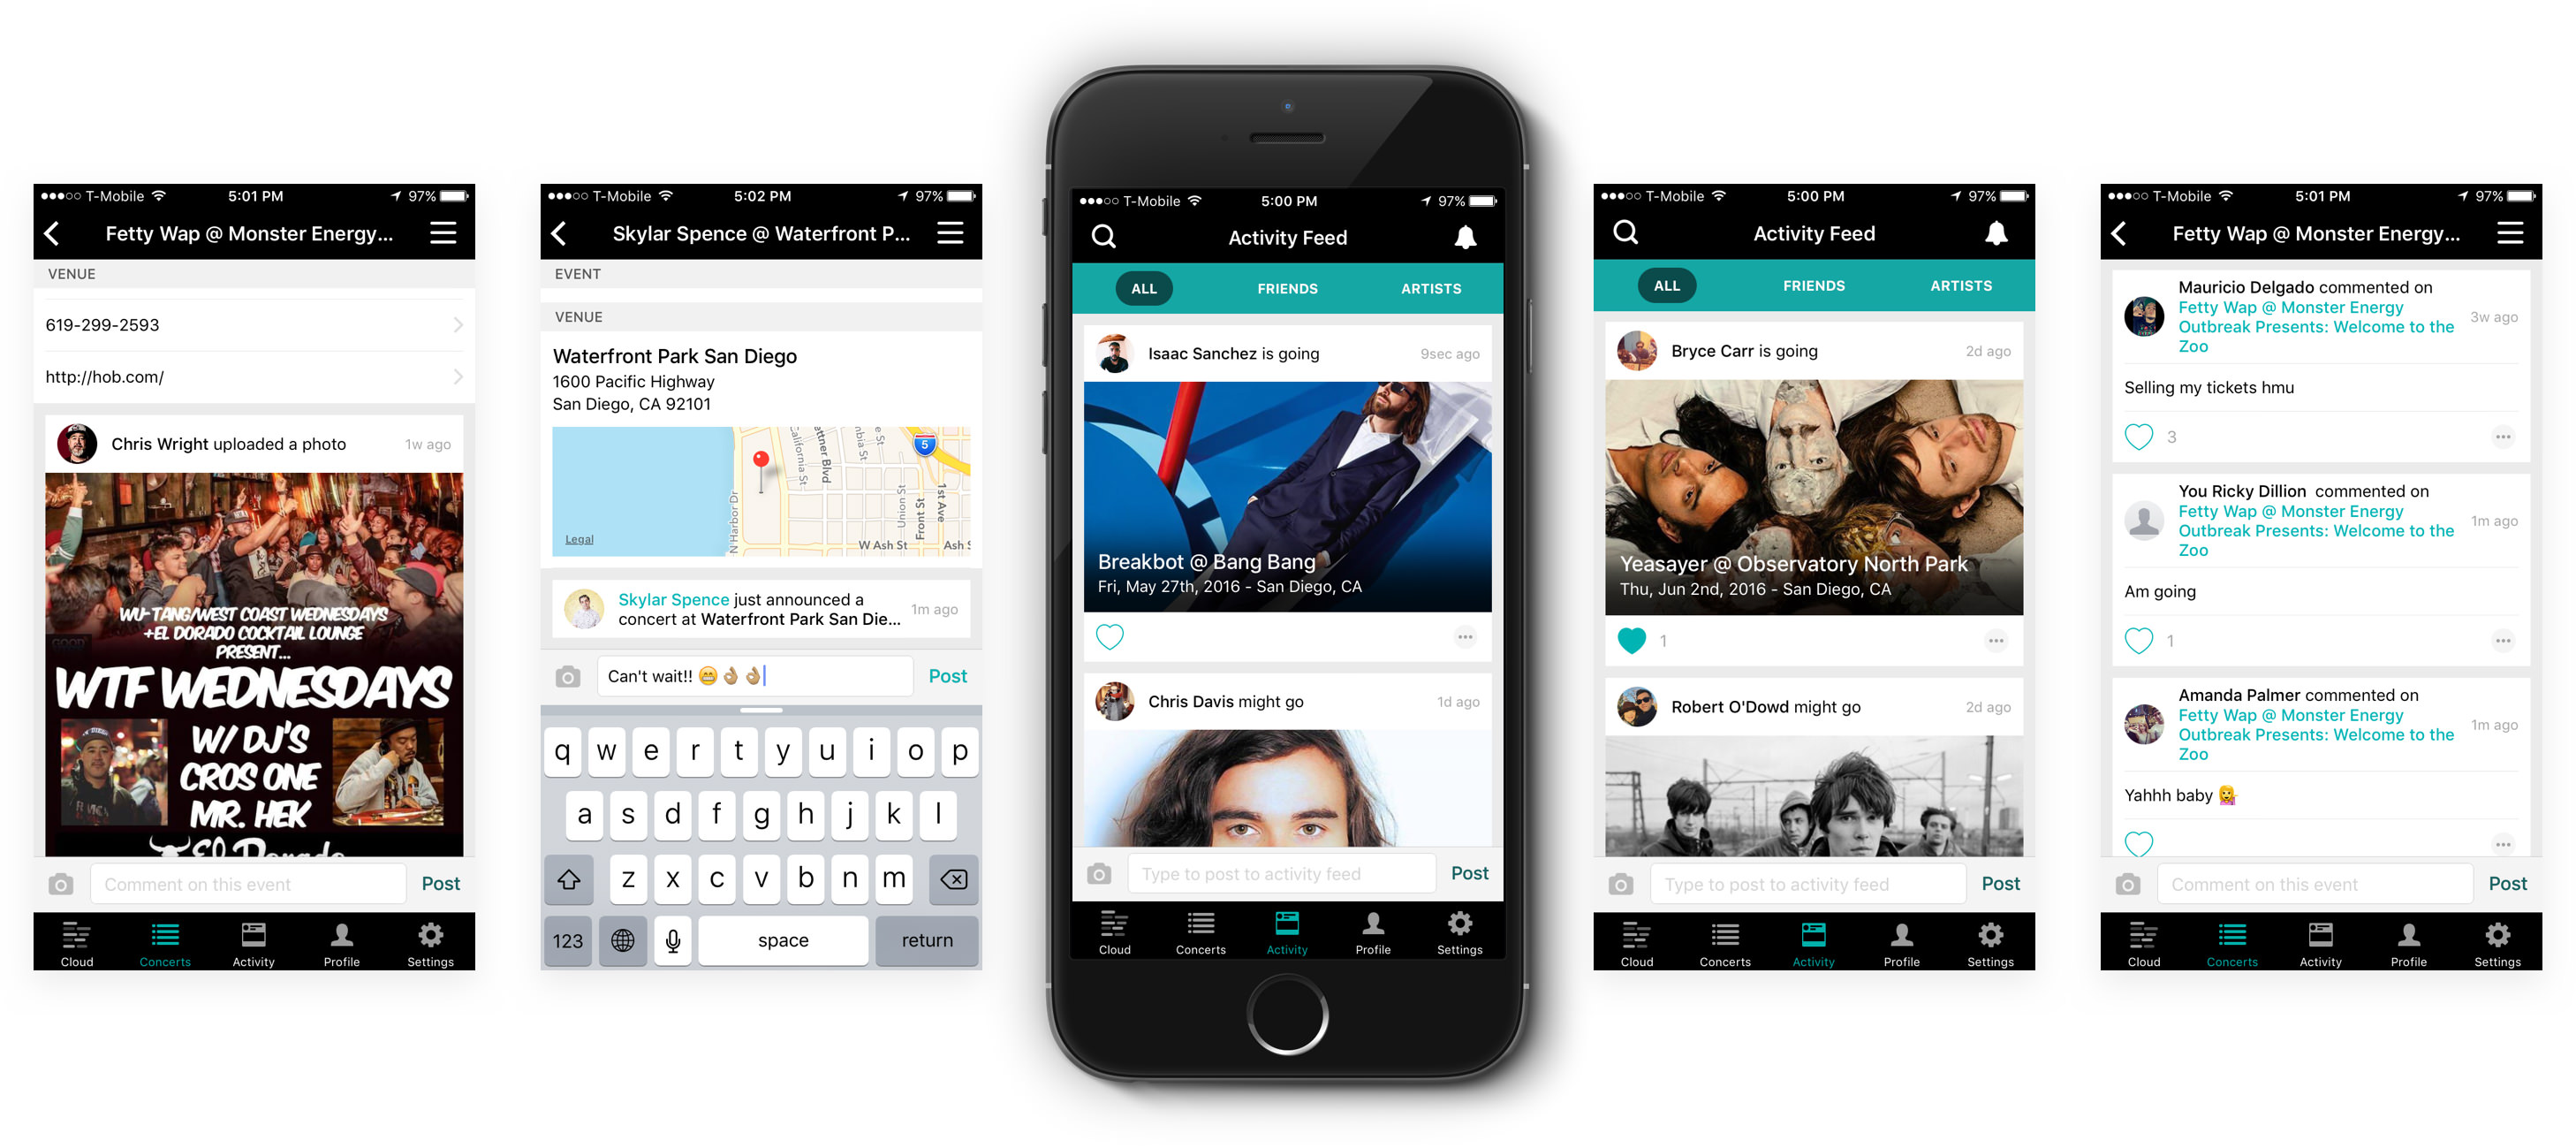 T-Mobile 5:01 PM 97%
Fetty Wap @ Monster Energy...
VENUE
619-299-2593
http://hob.com/
Chris Wright uploaded a photo 1w ago
WU-TANG/WEST COAST WEDNESDAYS
+EL DORADO COCKTAIL LOUNGE
PRESENT...
WTF WEDNESDAYS
W/ DJ'S
CROS ONE
MR. HEK
El Dorado
Comment on this event Post
Cloud Concerts Activity Profile Settings
T-Mobile 5:02 PM 97%
Skylar Spence @ Waterfront P...
EVENT
VENUE
Waterfront Park San Diego
1600 Pacific Highway
San Diego, CA 92101
California St
ettner Blvd
mbia St
e St
5
N Harbor Dr
Union St
Front St
1st Ave
Legal
W Ash St Ash S
Skylar Spence just announced a
concert at Waterfront Park San Die... 1m ago
Can't wait!! 😁👌🏽👌🏽 Post
q w e r t y u i o p
a s d f g h j k l
z x c v b n m
123 space return
T-Mobile 5:00 PM 97%
Activity Feed
ALL FRIENDS ARTISTS
Isaac Sanchez is going 9sec ago
Breakbot @ Bang Bang
Fri, May 27th, 2016 - San Diego, CA
Chris Davis might go 1d ago
Type to post to activity feed Post
Cloud Concerts Activity Profile Settings
T-Mobile 5:00 PM 97%
Activity Feed
ALL FRIENDS ARTISTS
Bryce Carr is going 2d ago
Yeasayer @ Observatory North Park
Thu, Jun 2nd, 2016 - San Diego, CA
1
Robert O'Dowd might go 2d ago
Type to post to activity feed Post
Cloud Concerts Activity Profile Settings
T-Mobile 5:01 PM 97%
Fetty Wap @ Monster Energy...
Mauricio Delgado commented on
Fetty Wap @ Monster Energy
Outbreak Presents: Welcome to the
Zoo
3w ago
Selling my tickets hmu
3
You Ricky Dillion commented on
Fetty Wap @ Monster Energy
Outbreak Presents: Welcome to the
Zoo
1m ago
Am going
1
Amanda Palmer commented on
Fetty Wap @ Monster Energy
Outbreak Presents: Welcome to the
Zoo
1m ago
Yahhh baby 💁
Comment on this event Post
Cloud Concerts Activity Profile Settings